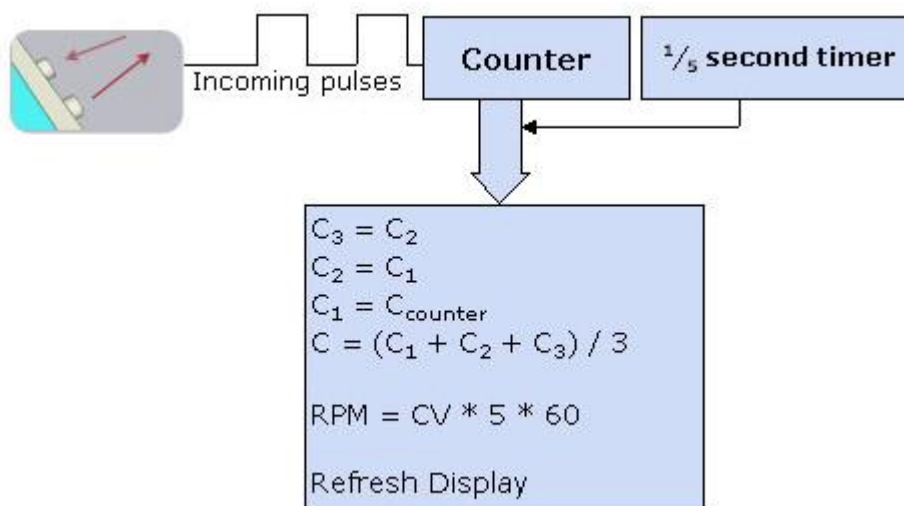 Incoming pulses
Counter
¹/₅ second timer
C₃ = C₂
C₂ = C₁
C₁ = C_counter
C = (C₁ + C₂ + C₃) / 3
RPM = CV * 5 * 60
Refresh Display